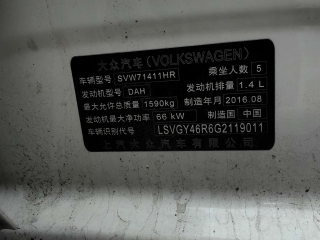 大众汽车(VOLKSWAGEN)
车辆型号 SVW71411HR 乘坐人数 5
发动机型号 DAH 发动机排量 1.4 L
最大允许总质量 1590kg 制造年月 2016.08
发动机最大净功率 66 kW 制造国 中国
车辆识别代号 LSVGY46R6G2119011
上汽大众汽车有限公司